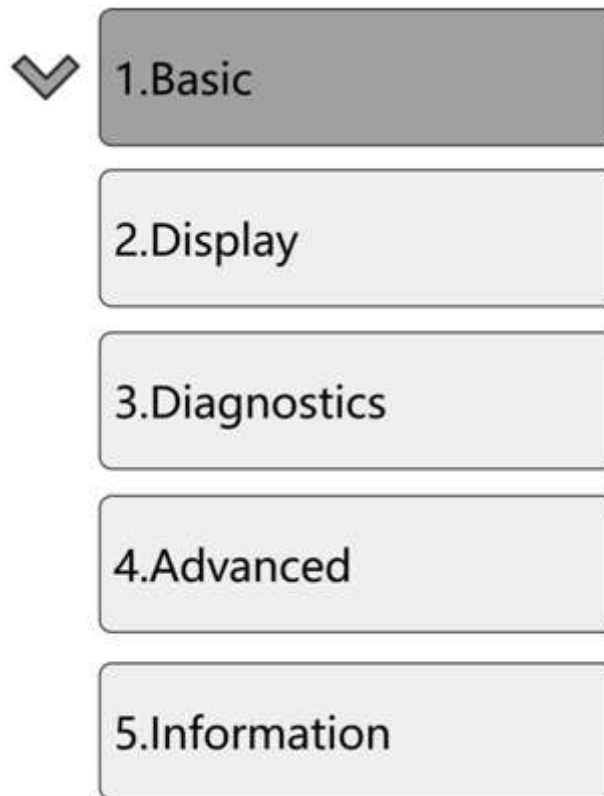 1.Basic
2.Display
3.Diagnostics
4.Advanced
5.Information